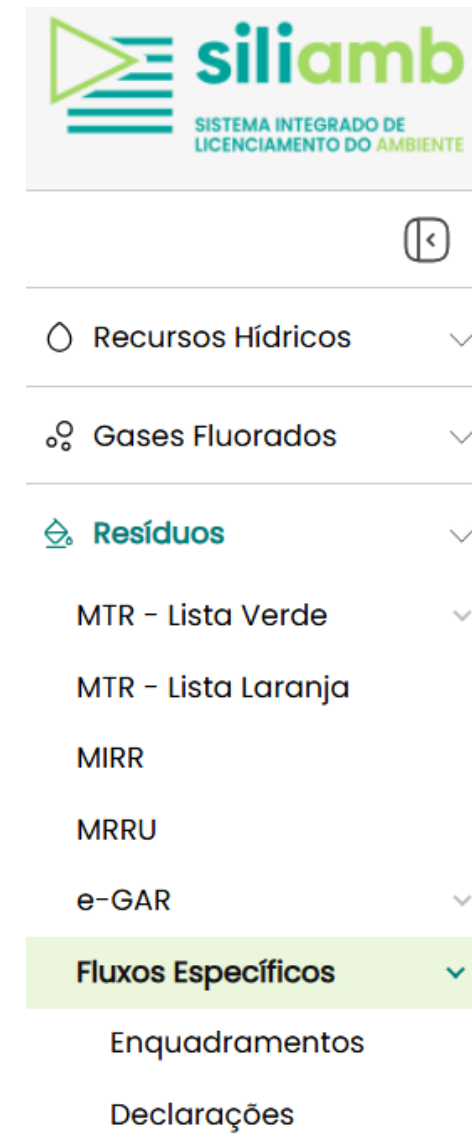 siliamb
SISTEMA INTEGRADO DE
LICENCIAMENTO DO AMBIENTE
Recursos Hídricos
Gases Fluorados
Resíduos
MTR - Lista Verde
MTR - Lista Laranja
MIRR
MRRU
e-GAR
Fluxos Específicos
Enquadramentos
Declarações